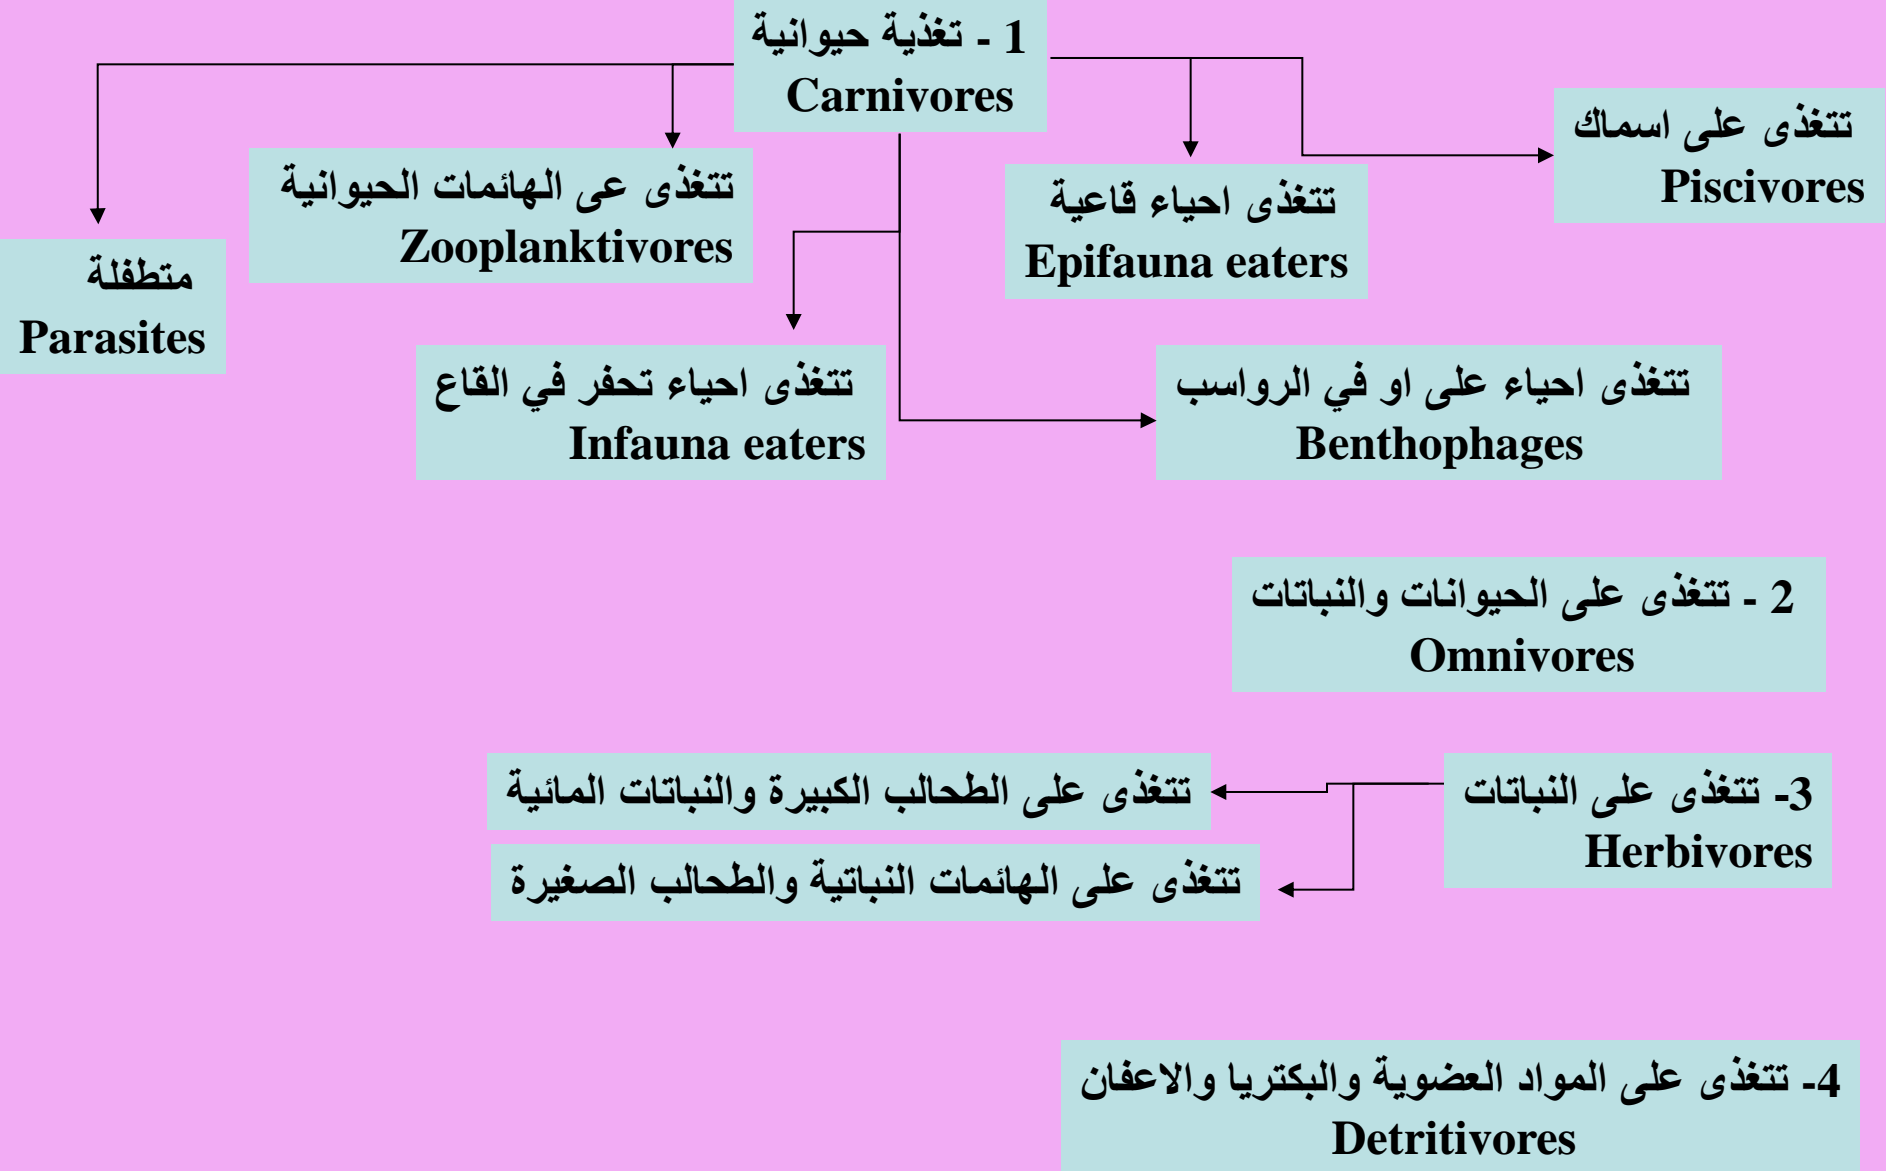 1 - تغذية حيوانية
Carnivores
تتغذى على اسماك
Piscivores
تتغذى احياء قاعية
Epifauna eaters
تتغذى عى الهائمات الحيوانية
Zooplanktivores
متطفلة
Parasites
تتغذى احياء على او في الرواسب
Benthophages
تتغذى احياء تحفر في القاع
Infauna eaters
2 - تتغذى على الحيوانات والنباتات
Omnivores
3- تتغذى على النباتات
Herbivores
تتغذى على الطحالب الكبيرة والنباتات المائية
تتغذى على الهائمات النباتية والطحالب الصغيرة
4- تتغذى على المواد العضوية والبكتريا والاعفان
Detritivores